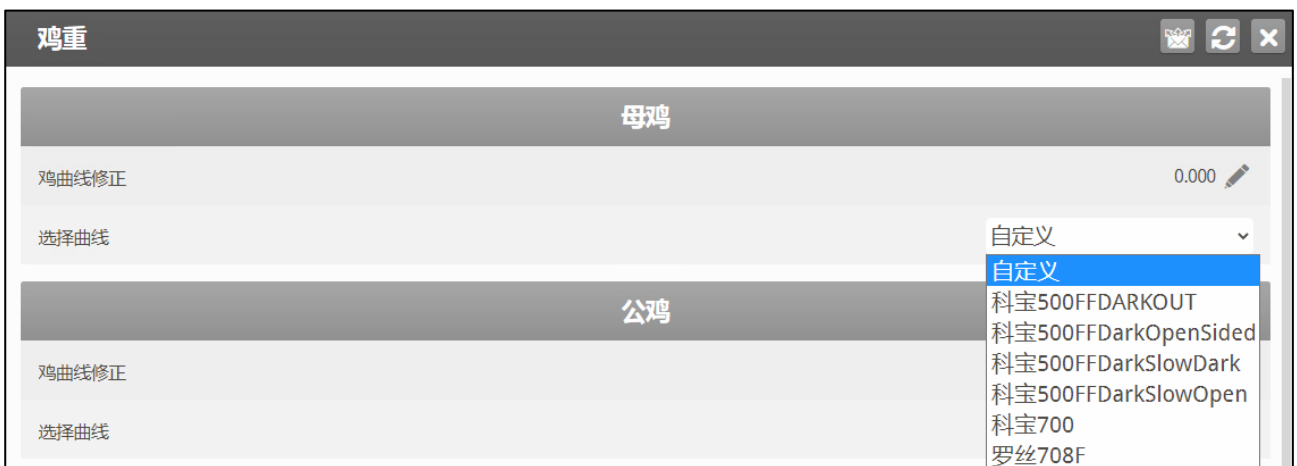 鸡重
母鸡
鸡曲线修正 0.000
选择曲线 自定义
自定义
科宝500FFDARKOUT
公鸡
科宝500FFDarkOpenSided
鸡曲线修正
科宝500FFDarkSlowDark
科宝500FFDarkSlowOpen
选择曲线
科宝700
罗丝708F